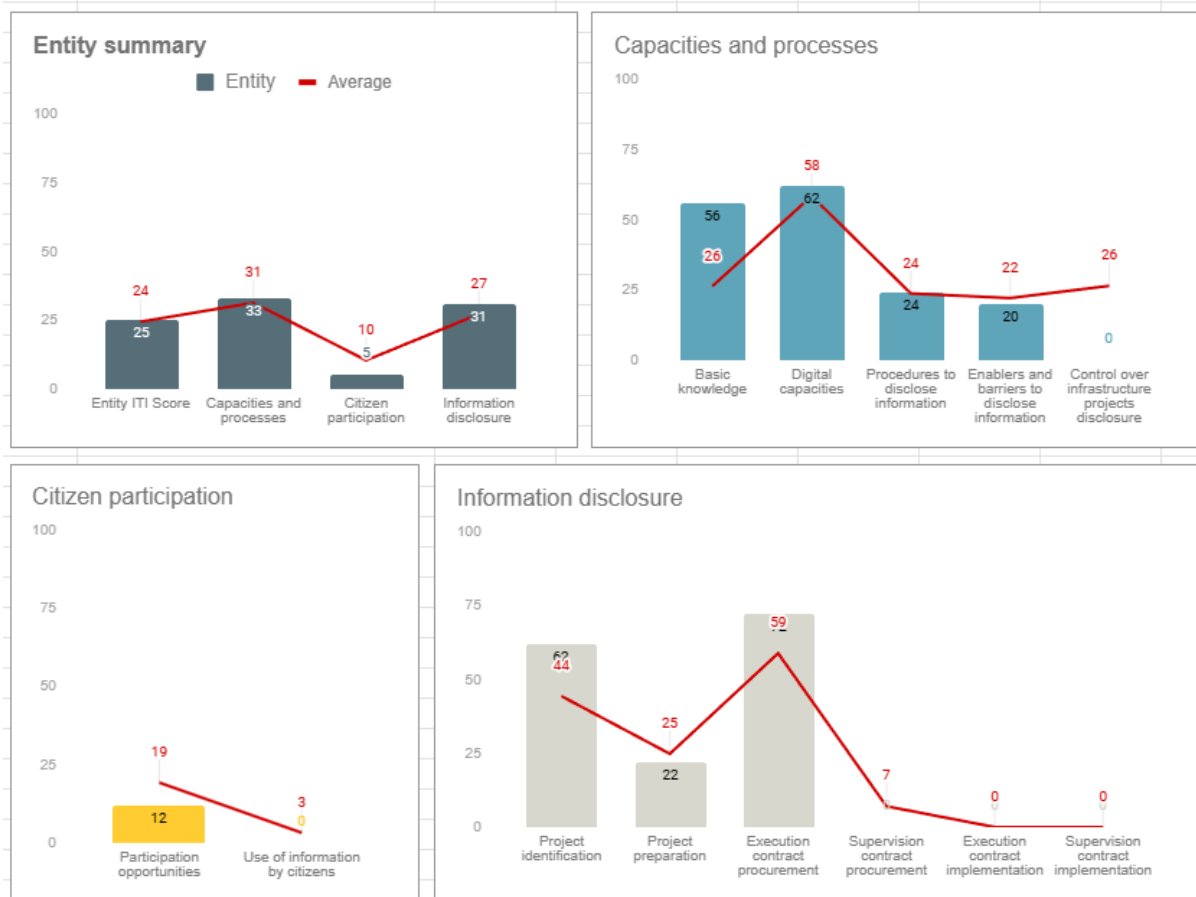 Entity summary
Entity
Average
100
75
50
25
0
24
31
10
27
25
33
5
31
Entity ITI Score
Capacities and
processes
Citizen
participation
Information
disclosure
Capacities and processes
100
75
50
25
0
26
58
24
22
26
56
62
24
20
0
Basic
knowledge
Digital
capacities
Procedures to
disclose
information
Enablers and
barriers to
disclose
information
Control over
infrastructure
projects
disclosure
Citizen participation
100
75
50
25
0
19
3
12
0
Participation
opportunities
Use of information
by citizens
Information disclosure
100
75
50
25
0
62
44
25
22
59
7
0
0
Project
identification
Project
preparation
Execution
contract
procurement
Supervision
contract
procurement
Execution
contract
implementation
Supervision
contract
implementation